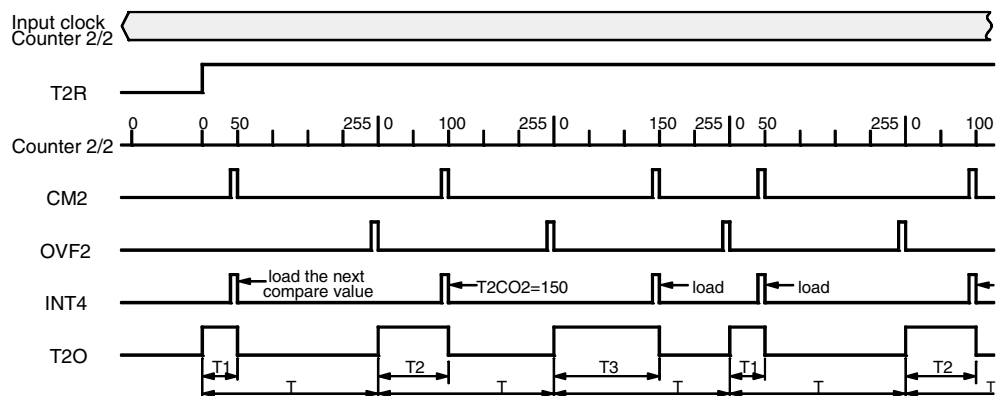 Input clock
Counter 2/2
T2R
0 0 50 255 0 100 255 0 150 255 0 50 255 0 100
Counter 2/2
CM2
OVF2
INT4
load the next
compare value
T2CO2=150
load
load
T2O
T1 T2 T3 T1 T2
T T T T T